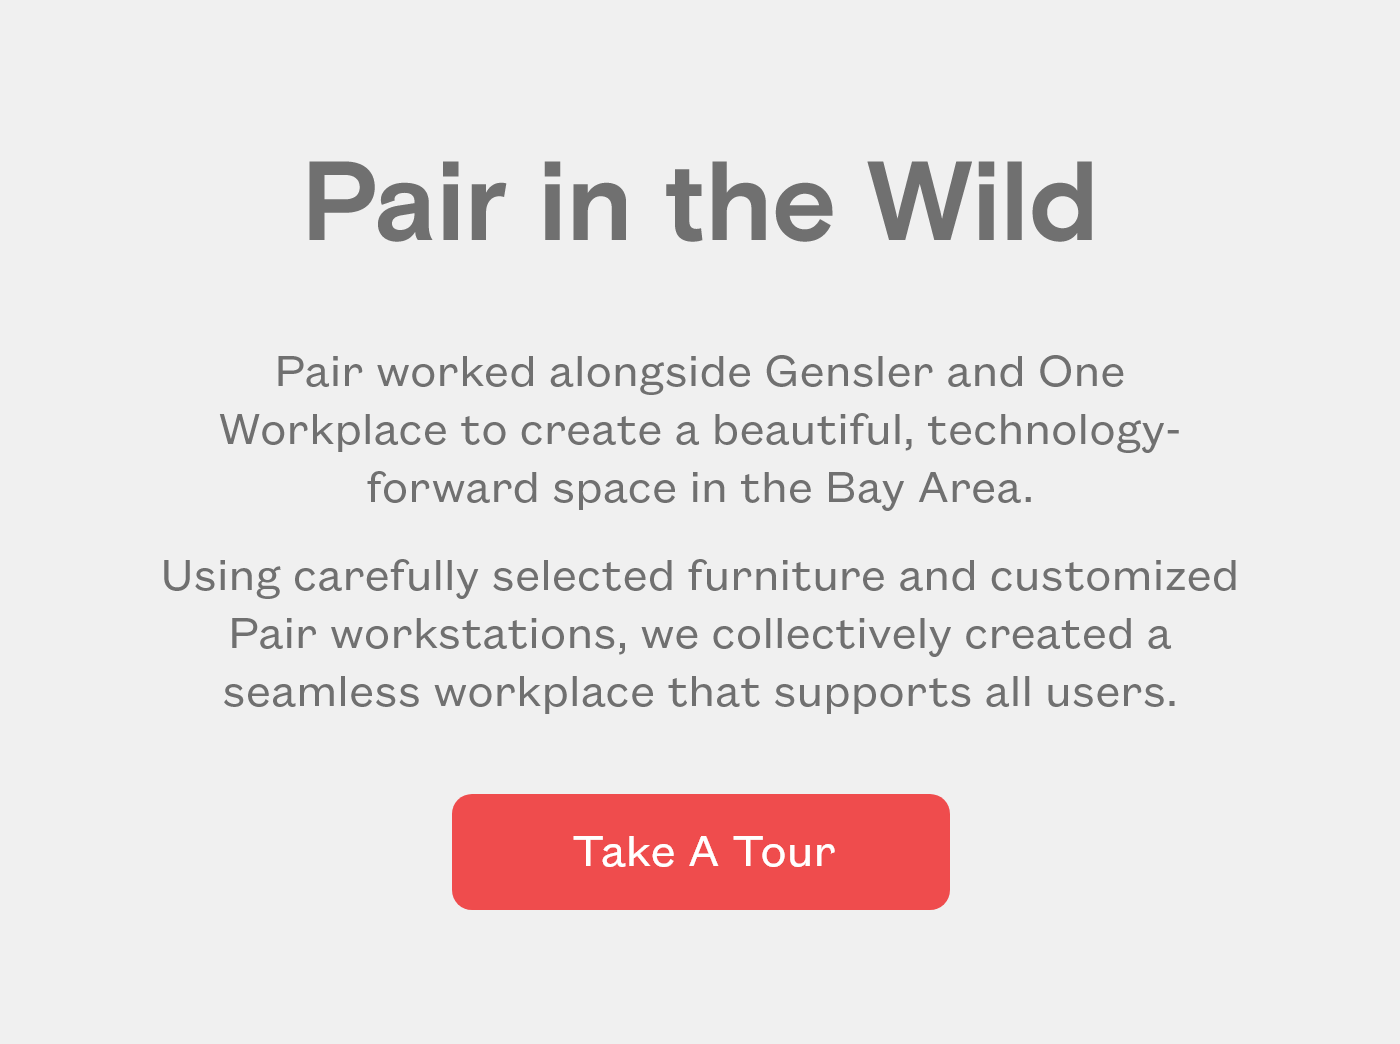 Pair in the Wild
Pair worked alongside Gensler and One
Workplace to create a beautiful, technology-
forward space in the Bay Area.
Using carefully selected furniture and customized
Pair workstations, we collectively created a
seamless workplace that supports all users.
Take A Tour